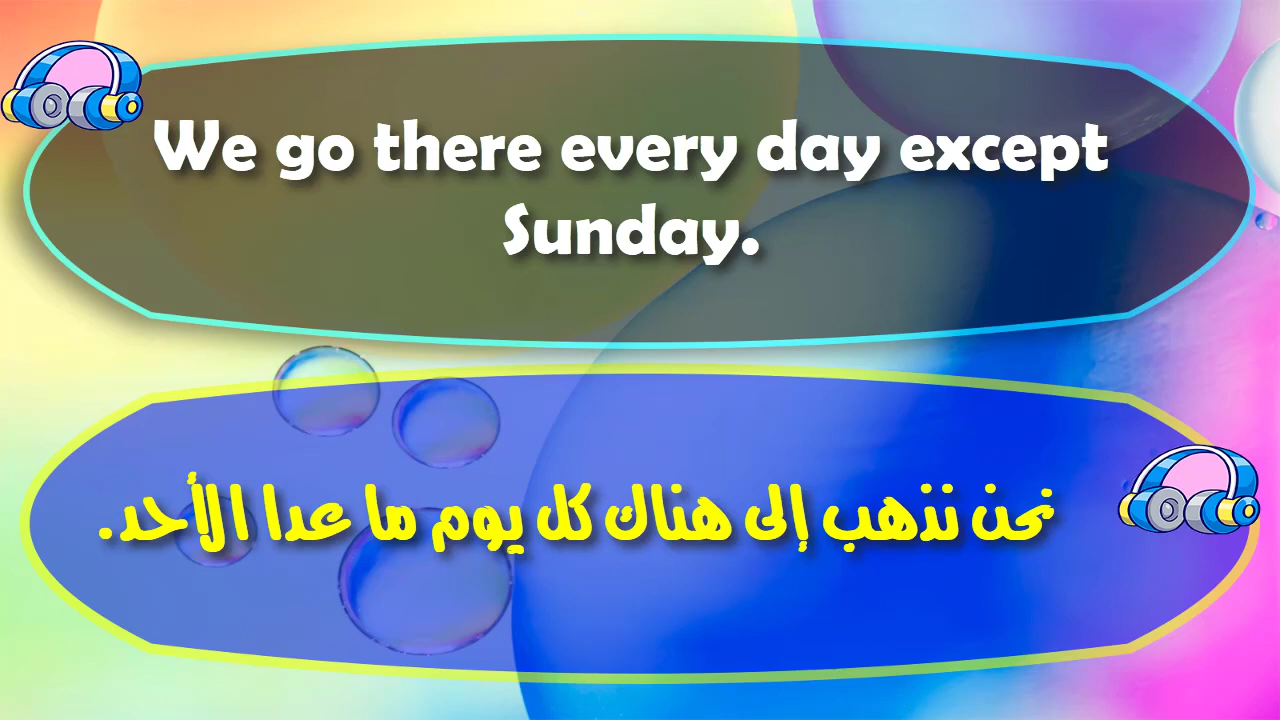 We go there every day except
Sunday.
نحن نذهب إلى هناك كل يوم ما عدا الأحد.